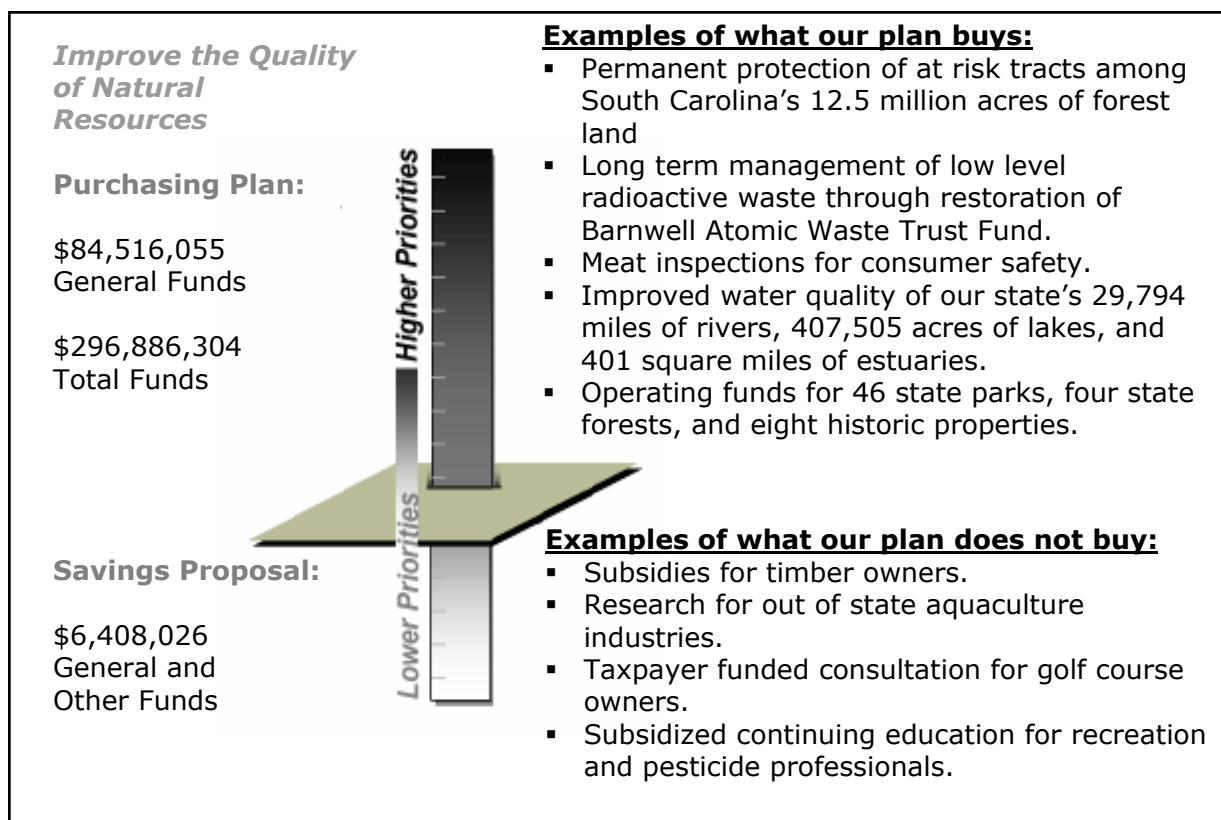 Improve the Quality
of Natural
Resources
Purchasing Plan:
$84,516,055
General Funds
$296,886,304
Total Funds
Higher Priorities
Lower Priorities
Savings Proposal:
$6,408,026
General and
Other Funds
Examples of what our plan buys:
▪ Permanent protection of at risk tracts among
South Carolina’s 12.5 million acres of forest
land
▪ Long term management of low level
radioactive waste through restoration of
Barnwell Atomic Waste Trust Fund.
▪ Meat inspections for consumer safety.
▪ Improved water quality of our state’s 29,794
miles of rivers, 407,505 acres of lakes, and
401 square miles of estuaries.
▪ Operating funds for 46 state parks, four state
forests, and eight historic properties.
Examples of what our plan does not buy:
▪ Subsidies for timber owners.
▪ Research for out of state aquaculture
industries.
▪ Taxpayer funded consultation for golf course
owners.
▪ Subsidized continuing education for recreation
and pesticide professionals.